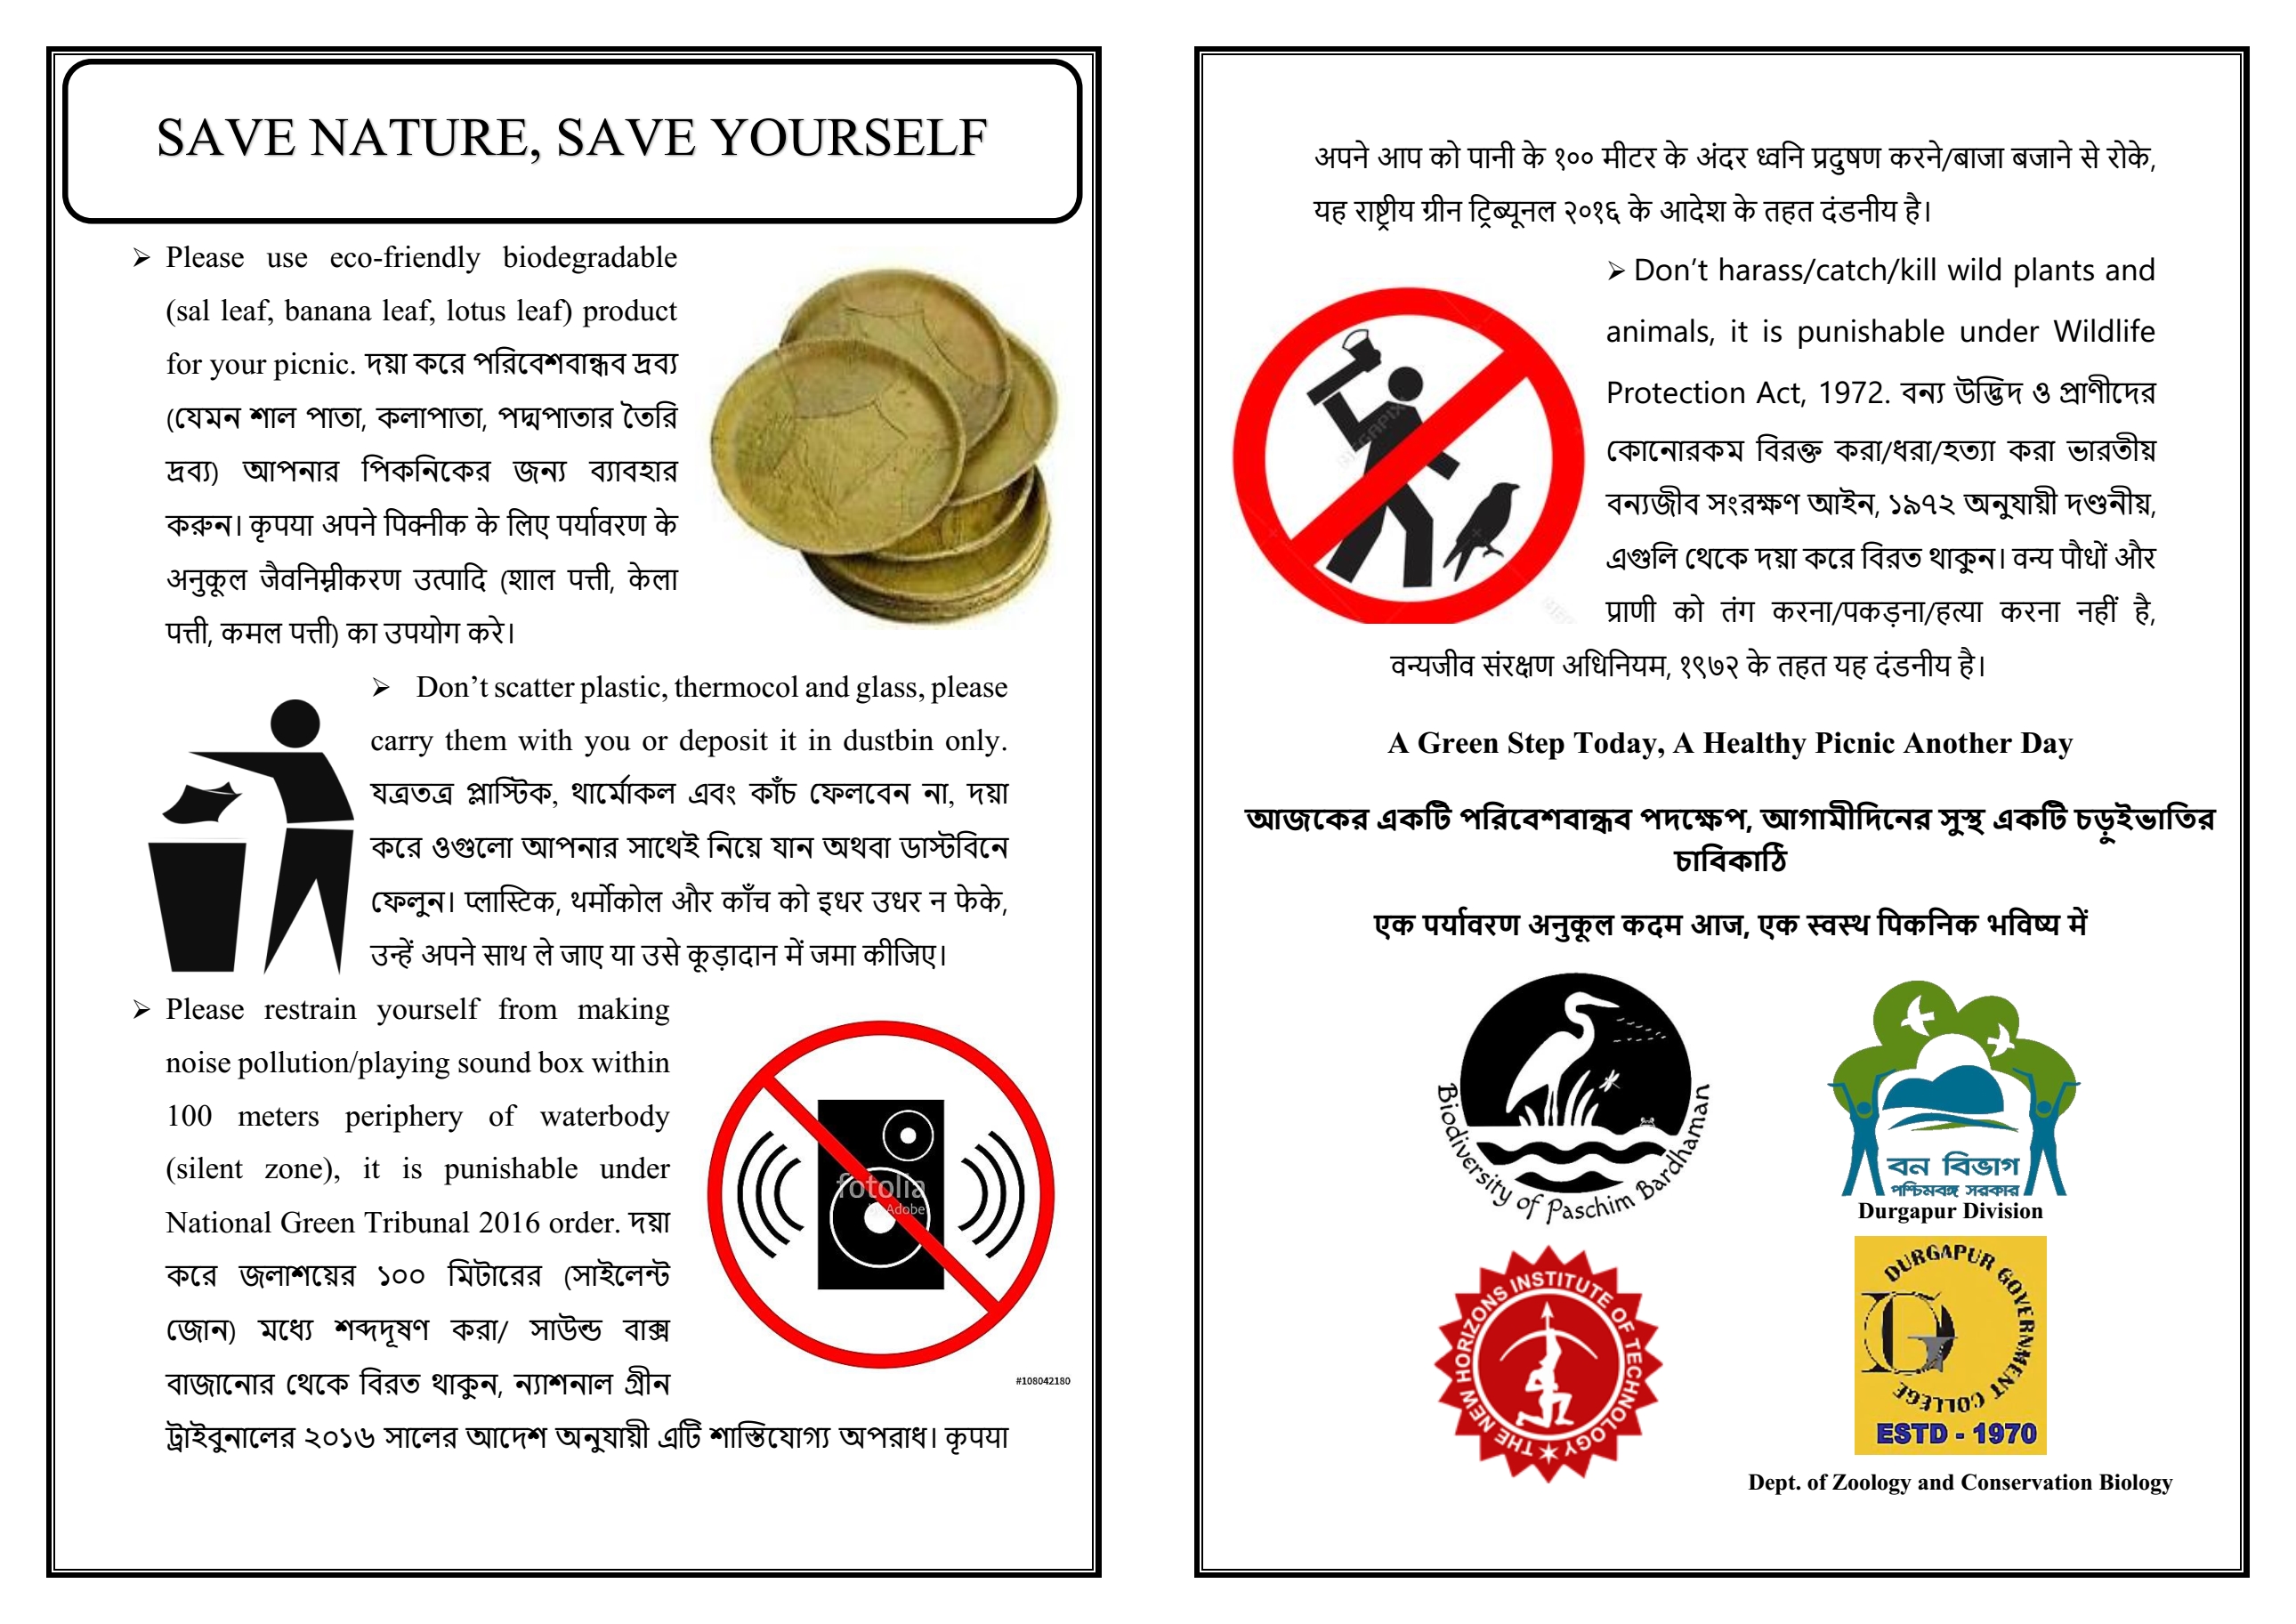 SAVE NATURE, SAVE YOURSELF
➢ Please use eco-friendly biodegradable
(sal leaf, banana leaf, lotus leaf) product
for your picnic. দয়া করে পরিবেশবান্ধব দ্রব্য
(যেমন শাল পাতা, কলাপাতা, পদ্মপাতার তৈরি
দ্রব্য) আপনার পিকনিকের জন্য ব্যাবহার
করুন। कृपया अपने पिक्नीक के लिए पर्यावरण के
अनुकूल जैवनिम्नीकरण उत्पादि (शाल पत्ती, केला
पत्ती, कमल पत्ती) का उपयोग करे।
➢ Don’t scatter plastic, thermocol and glass, please
carry them with you or deposit it in dustbin only.
যত্রতত্র প্লাস্টিক, থার্মোকল এবং কাঁচ ফেলবেন না, দয়া
করে ওগুলো আপনার সাথেই নিয়ে যান অথবা ডাস্টবিনে
ফেলুন। प्लास्टिक, थर्मोकोल और काँच को इधर उधर न फेके,
उन्हें अपने साथ ले जाए या उसे कूड़ादान में जमा कीजिए।
➢ Please restrain yourself from making
noise pollution/playing sound box within
100 meters periphery of waterbody
(silent zone), it is punishable under
National Green Tribunal 2016 order. দয়া
করে জলাশয়ের ১০০ মিটারের (সাইলেন্ট
জোন) মধ্যে শব্দদূষণ করা/ সাউন্ড বাক্স
বাজানোর থেকে বিরত থাকুন, ন্যাশনাল গ্রীন
ট্রাইবুনালের ২০১৬ সালের আদেশ অনুযায়ী এটি শাস্তিযোগ্য অপরাধ। कृपया
fotolia
by Adobe
#108042180
अपने आप को पानी के १०० मीटर के अंदर ध्वनि प्रदुषण करने/बाजा बजाने से रोके,
यह राष्ट्रीय ग्रीन ट्रिब्यूनल २०१६ के आदेश के तहत दंडनीय है।
➢ Don’t harass/catch/kill wild plants and
animals, it is punishable under Wildlife
Protection Act, 1972. বন্য উদ্ভিদ ও প্রাণীদের
কোনোরকম বিরক্ত করা/ধরা/হত্যা করা ভারতীয়
বন্যজীব সংরক্ষণ আইন, ১৯৭২ অনুযায়ী দণ্ডনীয়,
এগুলি থেকে দয়া করে বিরত থাকুন। वन्य पौधों और
प्राणी को तंग करना/पकड़ना/हत्या करना नहीं है,
वन्यजीव संरक्षण अधिनियम, १९७२ के तहत यह दंडनीय है।
A Green Step Today, A Healthy Picnic Another Day
আজকের একটি পরিবেশবান্ধব পদক্ষেপ, আগামীদিনের সুস্থ একটি চড়ুইভাতির
চাবিকাঠি
एक पर्यावरण अनुकूल कदम आज, एक स्वस्थ पिकनिक भविष्य में
Biodiversity of Paschim Bardhaman
বন বিভাগ
পশ্চিমবঙ্গ সরকার
Durgapur Division
THE NEW HORIZONS INSTITUTE OF TECHNOLOGY
DURGAPUR GOVERNMENT COLLEGE
ESTD - 1970
Dept. of Zoology and Conservation Biology